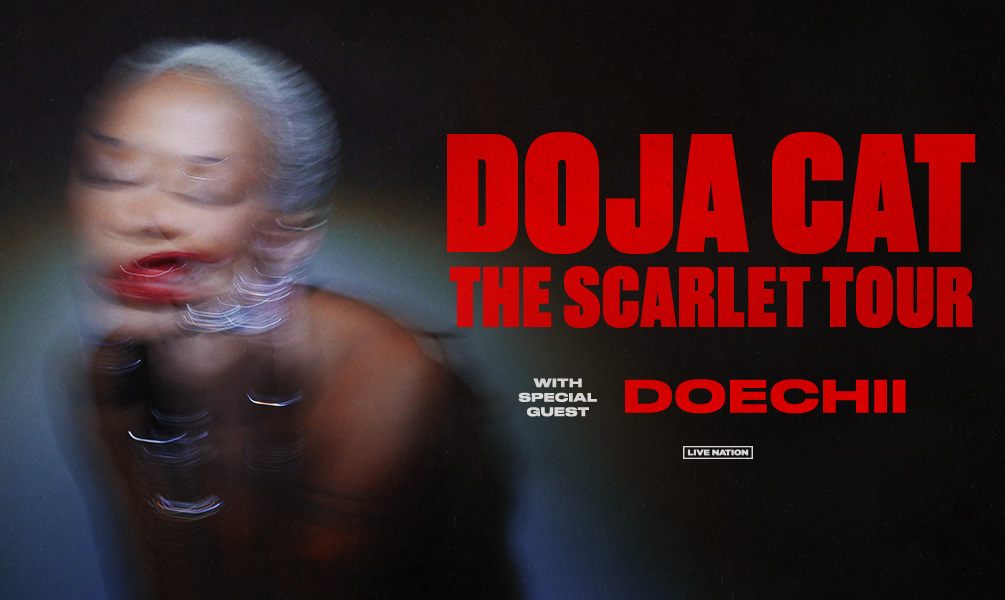 DOJA CAT
THE SCARLET TOUR
WITH
SPECIAL
GUEST
DOECHII
LIVE NATION